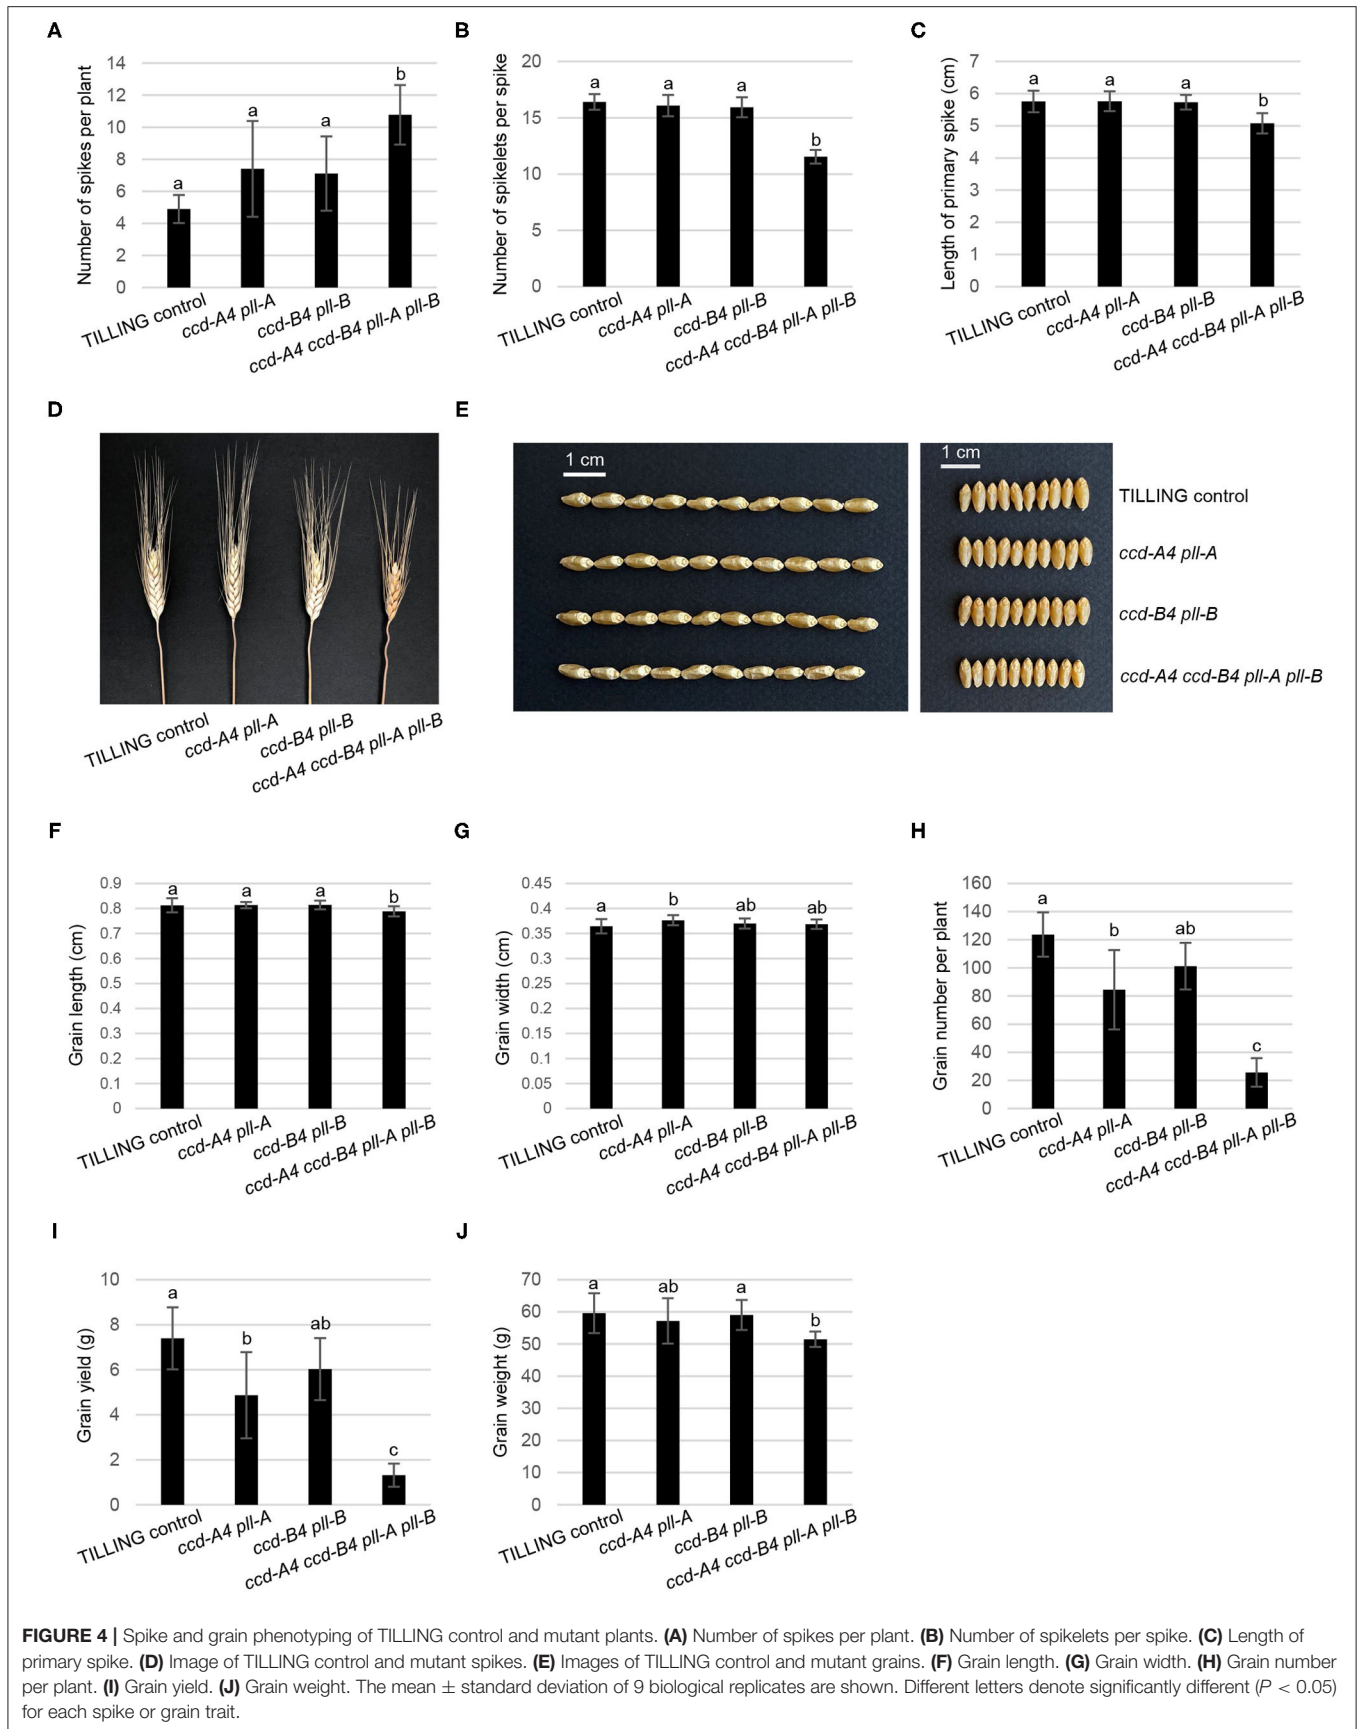 A
Number of spikes per plant
14
12
10
8
6
4
2
0
a
a
a
b
TILLING control
ccd-A4 pll-A
ccd-B4 pll-B
ccd-A4 ccd-B4 pll-A pll-B
B
Number of spikelets per spike
20
15
10
5
0
a
a
a
b
TILLING control
ccd-A4 pll-A
ccd-B4 pll-B
ccd-A4 ccd-B4 pll-A pll-B
C
Length of primary spike (cm)
7
6
5
4
3
2
1
0
a
a
a
b
TILLING control
ccd-A4 pll-A
ccd-B4 pll-B
ccd-A4 ccd-B4 pll-A pll-B
D
TILLING control
ccd-A4 pll-A
ccd-B4 pll-B
ccd-A4 ccd-B4 pll-A pll-B
E
1 cm
1 cm
TILLING control
ccd-A4 pll-A
ccd-B4 pll-B
ccd-A4 ccd-B4 pll-A pll-B
F
Grain length (cm)
0.9
0.8
0.7
0.6
0.5
0.4
0.3
0.2
0.1
0
a
a
a
b
TILLING control
ccd-A4 pll-A
ccd-B4 pll-B
ccd-A4 ccd-B4 pll-A pll-B
G
Grain width (cm)
0.45
0.4
0.35
0.3
0.25
0.2
0.15
0.1
0.05
0
a
b
ab
ab
TILLING control
ccd-A4 pll-A
ccd-B4 pll-B
ccd-A4 ccd-B4 pll-A pll-B
H
Grain number per plant
160
140
120
100
80
60
40
20
0
a
b
ab
c
TILLING control
ccd-A4 pll-A
ccd-B4 pll-B
ccd-A4 ccd-B4 pll-A pll-B
I
Grain yield (g)
10
8
6
4
2
0
a
b
ab
c
TILLING control
ccd-A4 pll-A
ccd-B4 pll-B
ccd-A4 ccd-B4 pll-A pll-B
J
Grain weight (g)
70
60
50
40
30
20
10
0
a
ab
a
b
TILLING control
ccd-A4 pll-A
ccd-B4 pll-B
ccd-A4 ccd-B4 pll-A pll-B
FIGURE 4 | Spike and grain phenotyping of TILLING control and mutant plants. (A) Number of spikes per plant. (B) Number of spikelets per spike. (C) Length of
primary spike. (D) Image of TILLING control and mutant spikes. (E) Images of TILLING control and mutant grains. (F) Grain length. (G) Grain width. (H) Grain number
per plant. (I) Grain yield. (J) Grain weight. The mean ± standard deviation of 9 biological replicates are shown. Different letters denote significantly different (P < 0.05)
for each spike or grain trait.